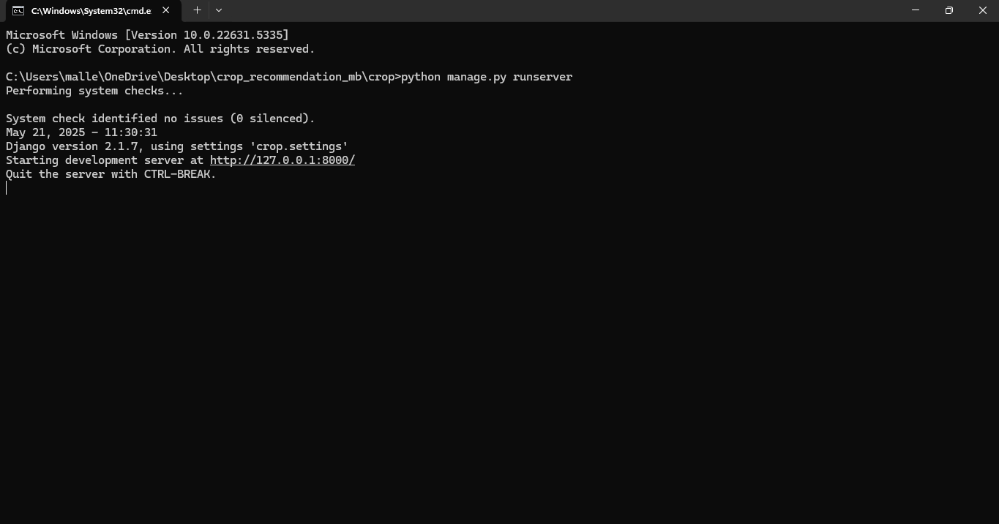 C:\Windows\System32\cmd.e
Microsoft Windows [Version 10.0.22631.5335]
(c) Microsoft Corporation. All rights reserved.
C:\Users\malle\OneDrive\Desktop\crop_recommendation_mb\crop>python manage.py runserver
Performing system checks...
System check identified no issues (0 silenced).
May 21, 2025 - 11:30:31
Django version 2.1.7, using settings 'crop.settings'
Starting development server at http://127.0.0.1:8000/
Quit the server with CTRL-BREAK.